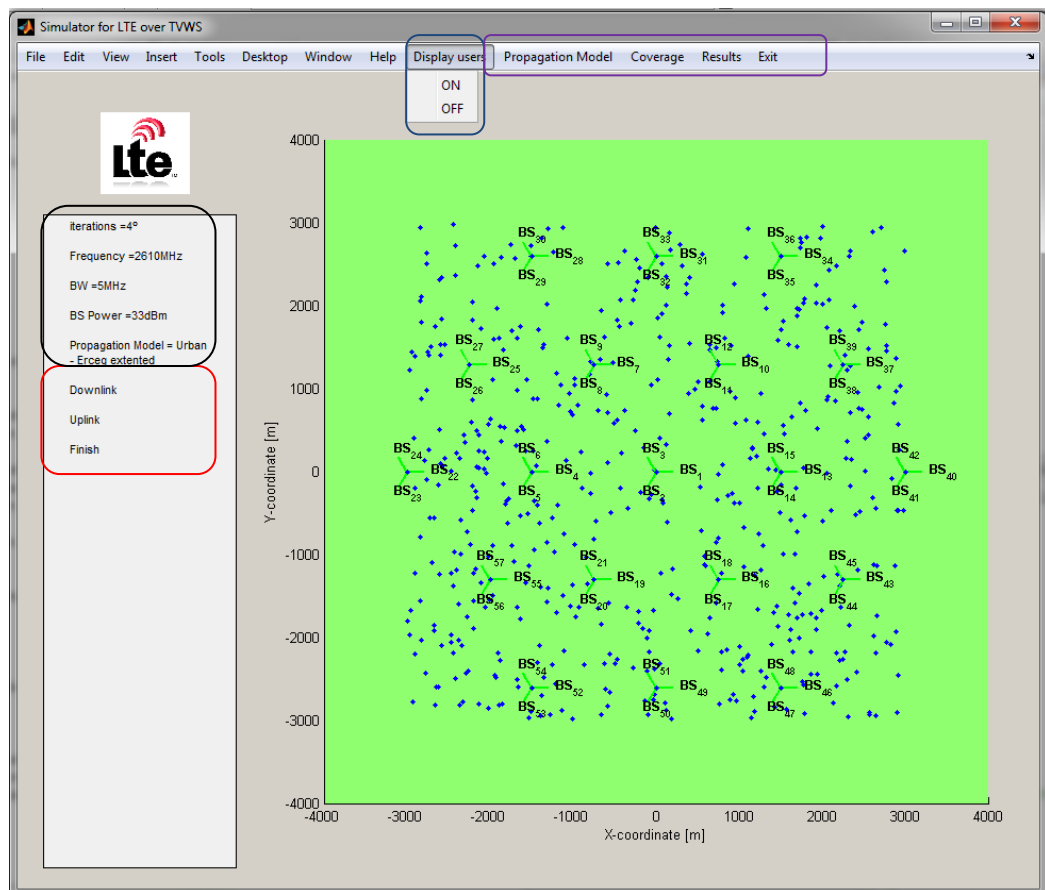 Simulator for LTE over TVWS
File Edit View Insert Tools Desktop Window Help Display users Propagation Model Coverage Results Exit
ON
OFF
Lte
TM
iterations =4º
Frequency =2610MHz
BW =5MHz
BS Power =33dBm
Propagation Model = Urban
- Erceg extented
Downlink
Uplink
Finish
4000
3000
2000
1000
0
-1000
-2000
-3000
-4000
Y-coordinate [m]
BS30 BS33 BS36
BS28 BS31 BS34
BS29 BS32 BS35
BS27 BS9 BS12 BS39
BS25 BS7 BS10 BS37
BS26 BS8 BS11 BS38
BS24 BS6 BS3 BS15 BS42
BS22 BS4 BS1 BS13 BS40
BS23 BS5 BS2 BS14 BS41
BS57 BS21 BS18 BS45
BS55 BS19 BS16 BS43
BS56 BS20 BS17 BS44
BS54 BS51 BS48
BS52 BS49 BS46
BS53 BS50 BS47
-4000 -3000 -2000 -1000 0 1000 2000 3000 4000
X-coordinate [m]